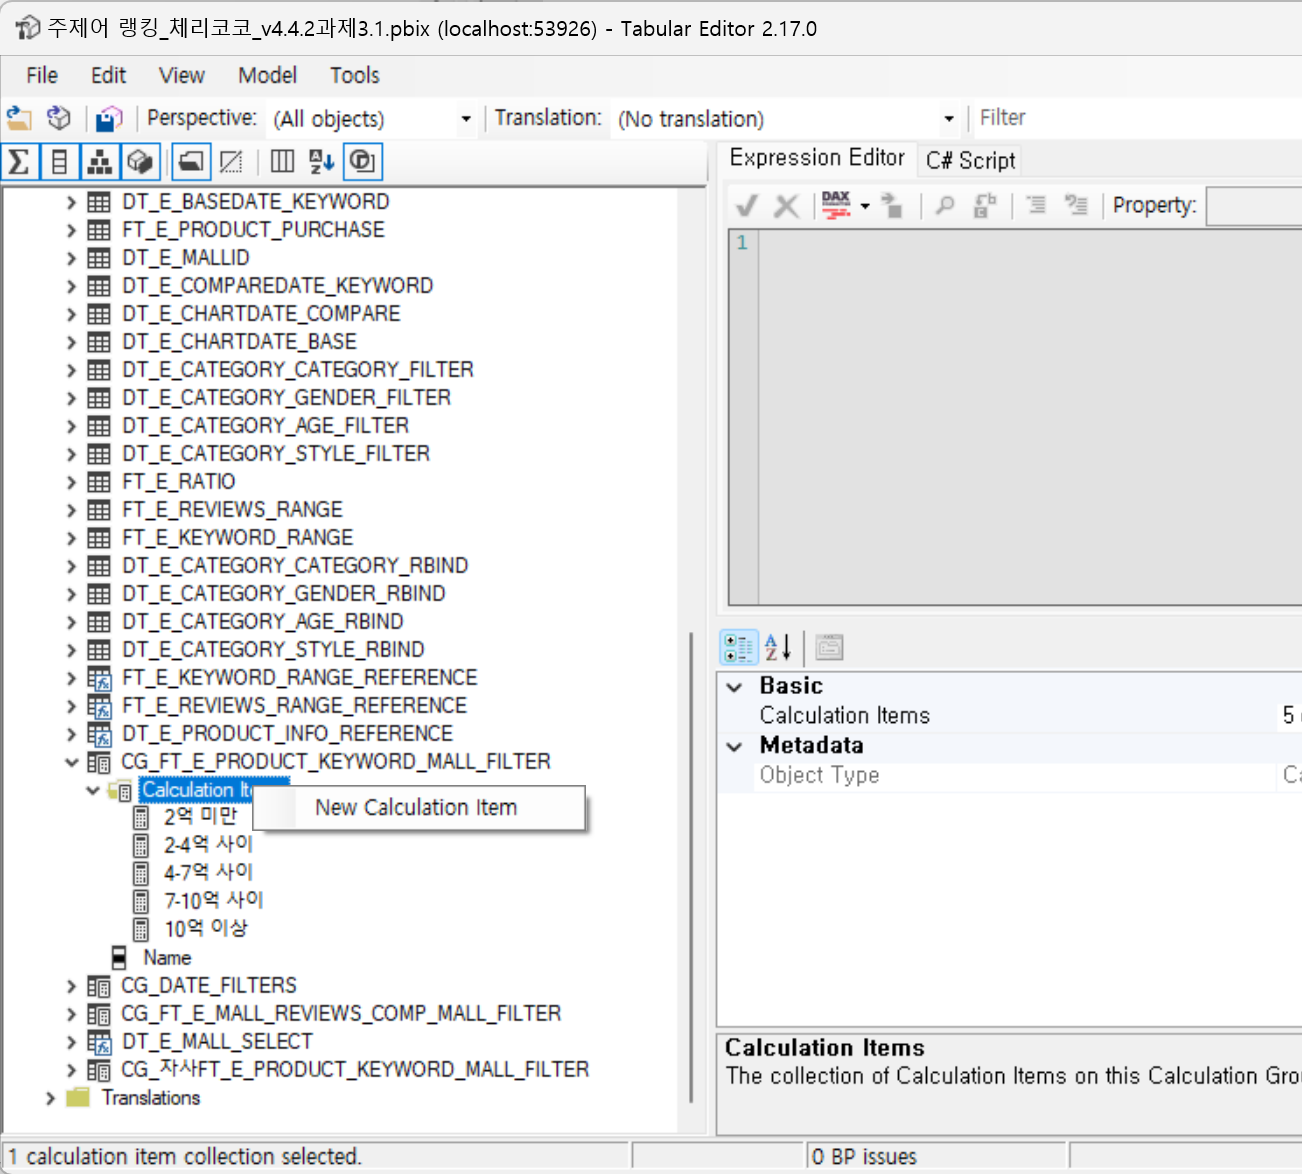 주제어 랭킹_체리코코_v4.4.2과제3.1.pbix (localhost:53926) - Tabular Editor 2.17.0
File Edit View Model Tools
Perspective: (All objects) Translation: (No translation) Filter
Expression Editor C# Script
DAX Property:
1
DT_E_BASEDATE_KEYWORD
FT_E_PRODUCT_PURCHASE
DT_E_MALLID
DT_E_COMPAREDATE_KEYWORD
DT_E_CHARTDATE_COMPARE
DT_E_CHARTDATE_BASE
DT_E_CATEGORY_CATEGORY_FILTER
DT_E_CATEGORY_GENDER_FILTER
DT_E_CATEGORY_AGE_FILTER
DT_E_CATEGORY_STYLE_FILTER
FT_E_RATIO
FT_E_REVIEWS_RANGE
FT_E_KEYWORD_RANGE
DT_E_CATEGORY_CATEGORY_RBIND
DT_E_CATEGORY_GENDER_RBIND
DT_E_CATEGORY_AGE_RBIND
DT_E_CATEGORY_STYLE_RBIND
FT_E_KEYWORD_RANGE_REFERENCE
FT_E_REVIEWS_RANGE_REFERENCE
DT_E_PRODUCT_INFO_REFERENCE
CG_FT_E_PRODUCT_KEYWORD_MALL_FILTER
Calculation It
New Calculation Item
2억 미만
2-4억 사이
4-7억 사이
7-10억 사이
10억 이상
Name
CG_DATE_FILTERS
CG_FT_E_MALL_REVIEWS_COMP_MALL_FILTER
DT_E_MALL_SELECT
CG_자사FT_E_PRODUCT_KEYWORD_MALL_FILTER
Translations
Basic
Calculation Items 5
Metadata
Object Type Ca
Calculation Items
The collection of Calculation Items on this Calculation Gro
1 calculation item collection selected. 0 BP issues